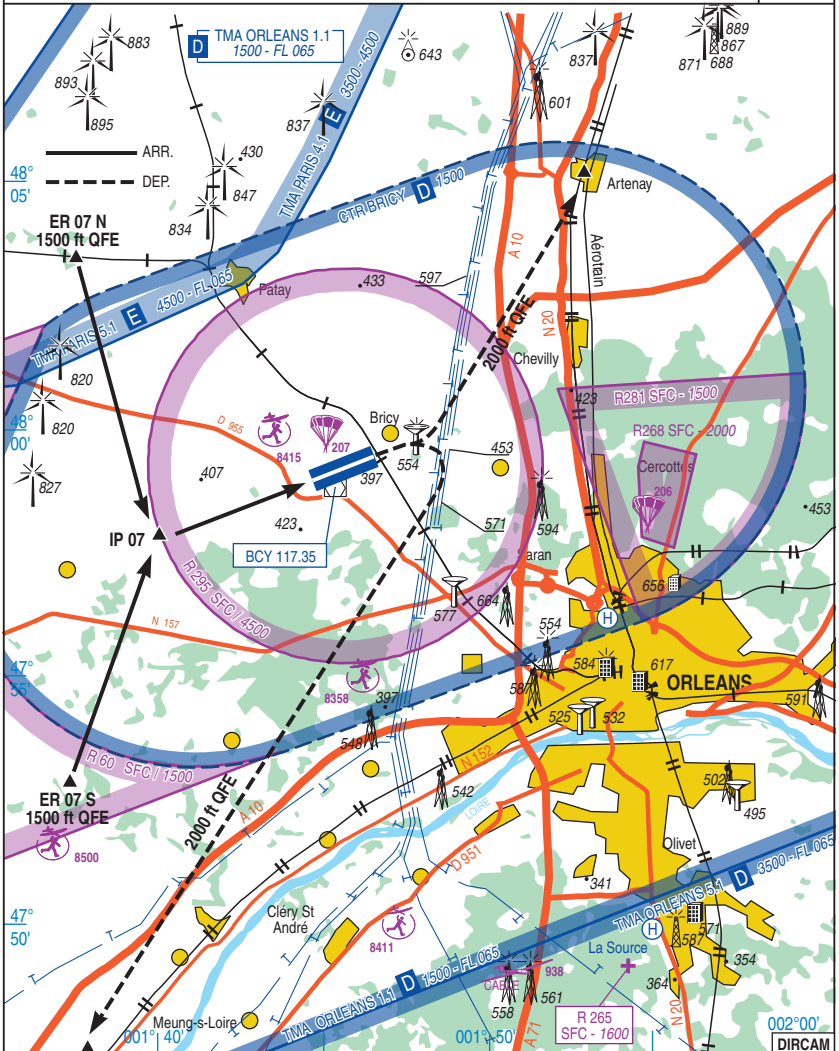 883
893
895
D TMA ORLEANS 1.1
1500 - FL 065
643
837
889
867
871 688
601
837
TMA PARIS 4.1 E 3500-4500
ARR.
DEP.
430
847
834
48°
05'
Artenay
CTR BRICY D 1500
ER 07 N
1500 ft QFE
A 10
Aérotrain
Patay
433
597
TMA PARIS 5.1 E 4500 - FL 065
2000 ft QFE
N 20
Chevilly
820
423
R281 SFC - 1500
820
48°
00'
D 955
Bricy
R268 SFC - 2000
8415
207
554
453
Cercottes
827
407
397
206
423
594
453
IP 07
571
BCY 117.35
Saran
R 295 SFC / 4500
656
577
664
N 157
H
554
584
617
ORLEANS
47°
55'
8358
397
587
591
525
532
548
R 60 SFC / 1500
N 152
ER 07 S
1500 ft QFE
2000 ft QFE
A 10
542
502
495
LOIRE
8500
Olivet
D 951
341
TMA ORLEANS 5.1 D 3500 - FL 065
47°
50'
Cléry St
André
8411
H
571
587
La Source
354
938
CABLE
364
TMA ORLEANS 1.1 D 1500 - FL 065
558
561
Meung-s-Loire
R 265
SFC - 1600
N 20
A 71
001° 40'
001° 50'
002°00'
DIRCAM